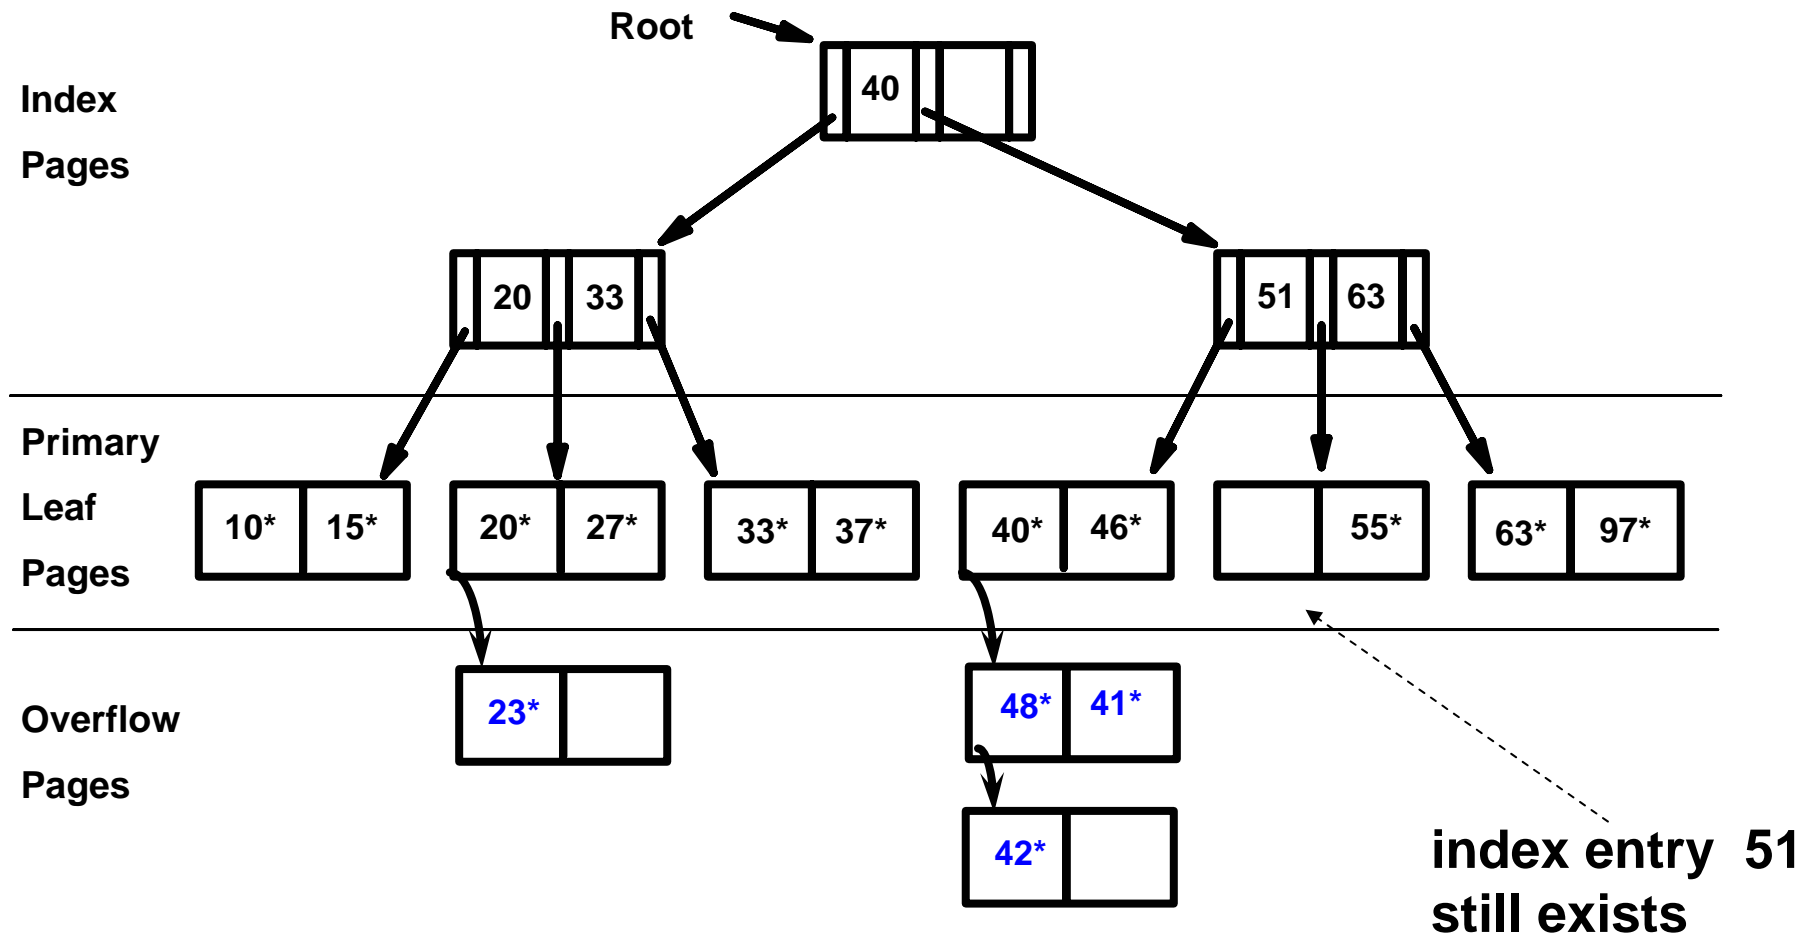 Root
40
Index
Pages
20 33 51 63
Primary
Leaf
Pages
10* 15* 20* 27* 33* 37* 40* 46* 55* 63* 97*
Overflow
Pages
23* 48* 41*
42*
index entry 51
still exists